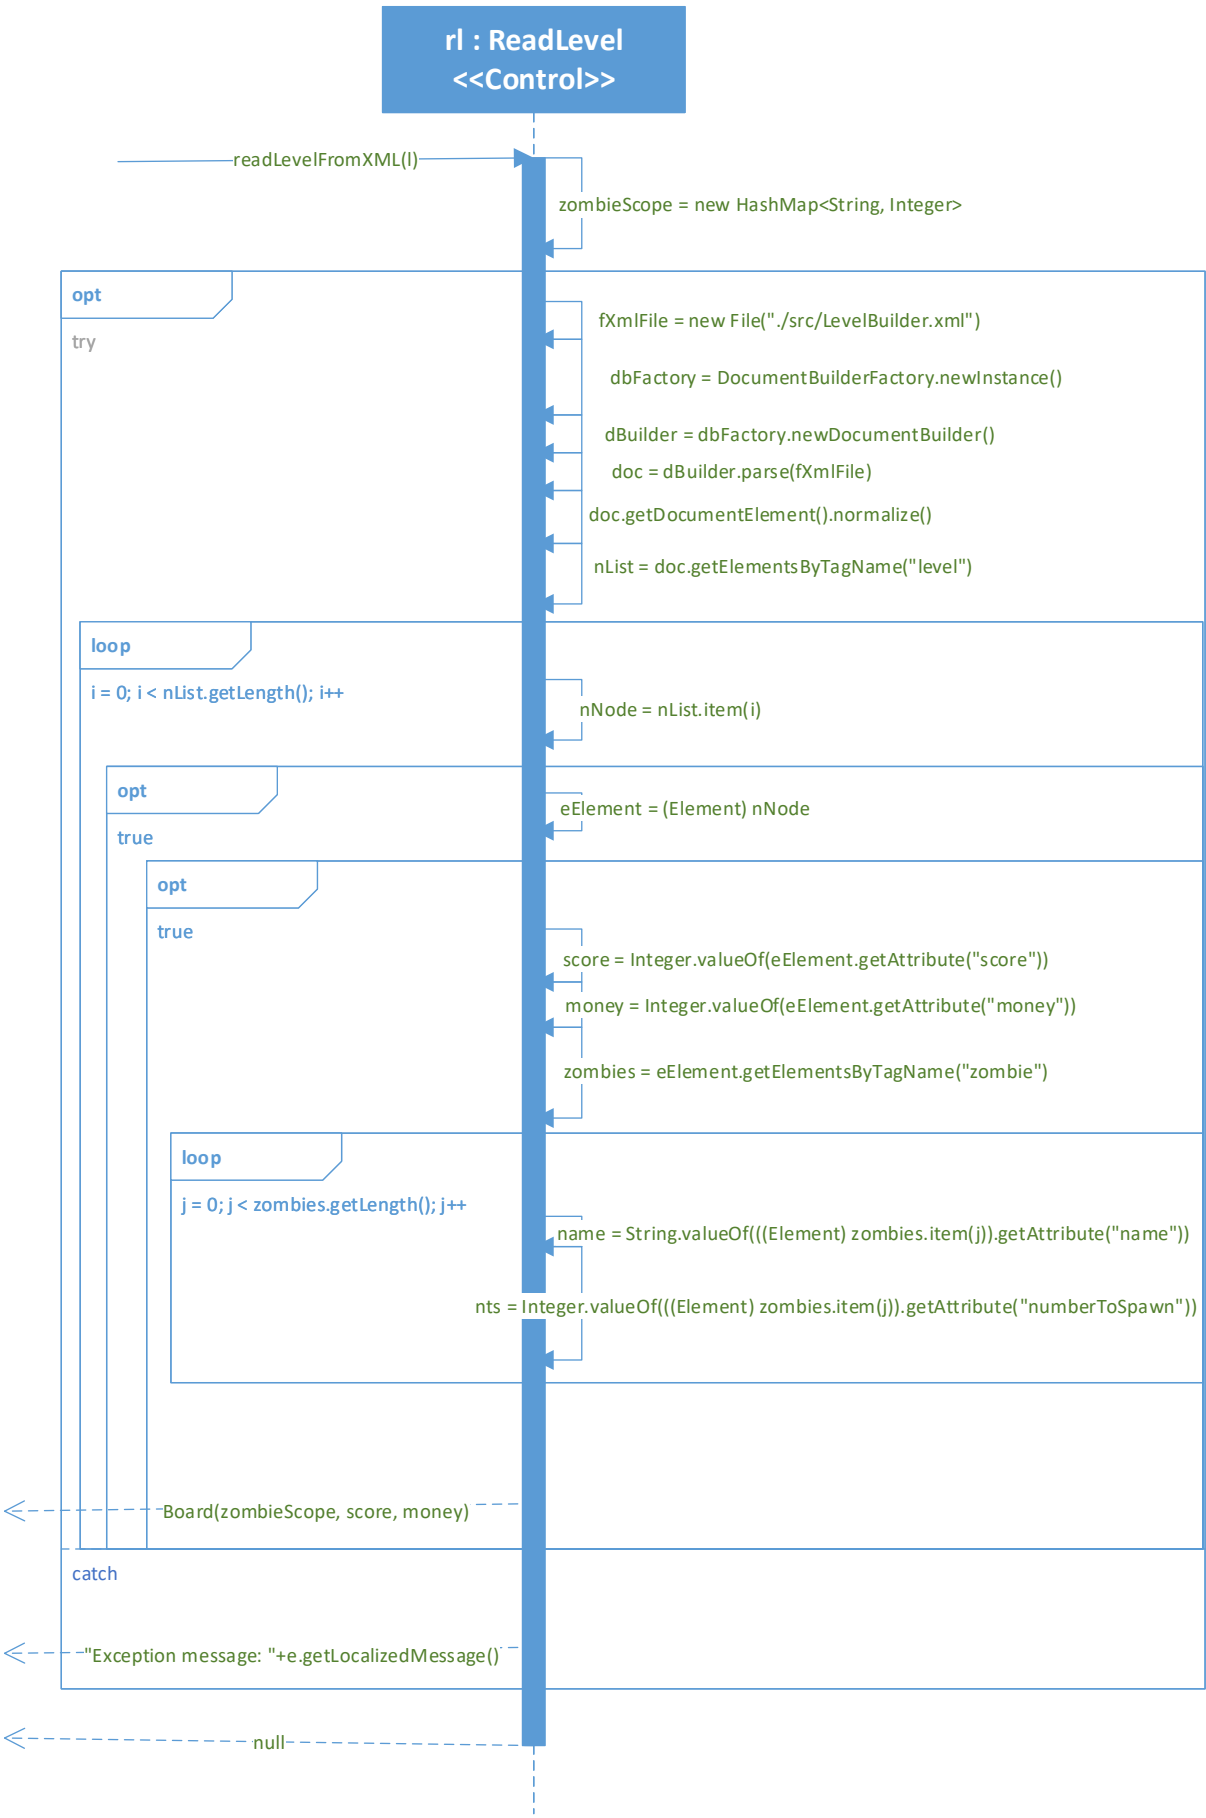 rl : ReadLevel
<<Control>>
readLevelFromXML(l)
zombieScope = new HashMap<String, Integer>
opt
try
fXmlFile = new File("./src/LevelBuilder.xml")
dbFactory = DocumentBuilderFactory.newInstance()
dBuilder = dbFactory.newDocumentBuilder()
doc = dBuilder.parse(fXmlFile)
doc.getDocumentElement().normalize()
nList = doc.getElementsByTagName("level")
loop
i = 0; i < nList.getLength(); i++
nNode = nList.item(i)
opt
true
eElement = (Element) nNode
opt
true
score = Integer.valueOf(eElement.getAttribute("score"))
money = Integer.valueOf(eElement.getAttribute("money"))
zombies = eElement.getElementsByTagName("zombie")
loop
j = 0; j < zombies.getLength(); j++
name = String.valueOf(((Element) zombies.item(j)).getAttribute("name"))
nts = Integer.valueOf(((Element) zombies.item(j)).getAttribute("numberToSpawn"))
Board(zombieScope, score, money)
catch
"Exception message: "+e.getLocalizedMessage()
null